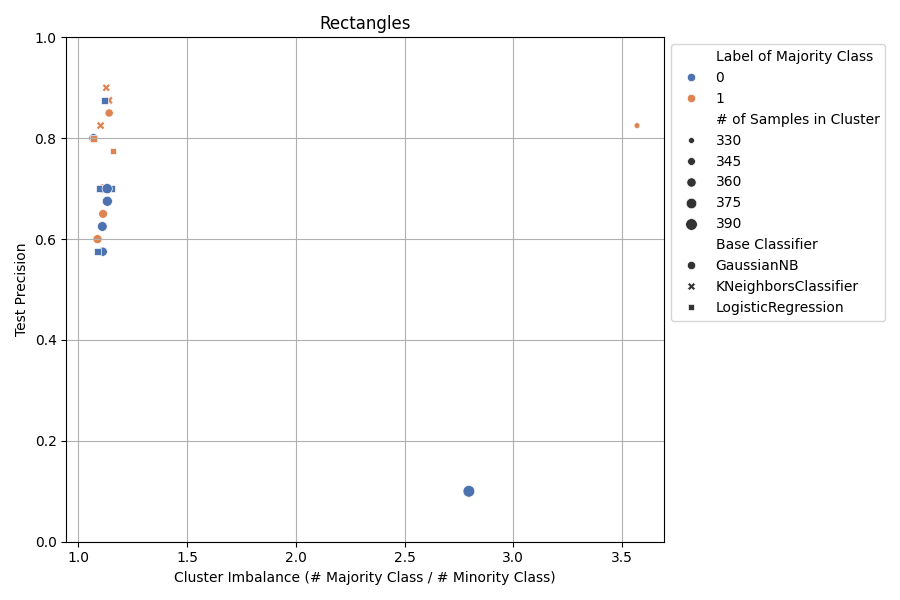 Rectangles
1.0
0.8
0.6
0.4
0.2
0.0
Test Precision
1.0
1.5
2.0
2.5
3.0
3.5
Cluster Imbalance (# Majority Class / # Minority Class)
Label of Majority Class
0
1
# of Samples in Cluster
330
345
360
375
390
Base Classifier
GaussianNB
KNeighborsClassifier
LogisticRegression